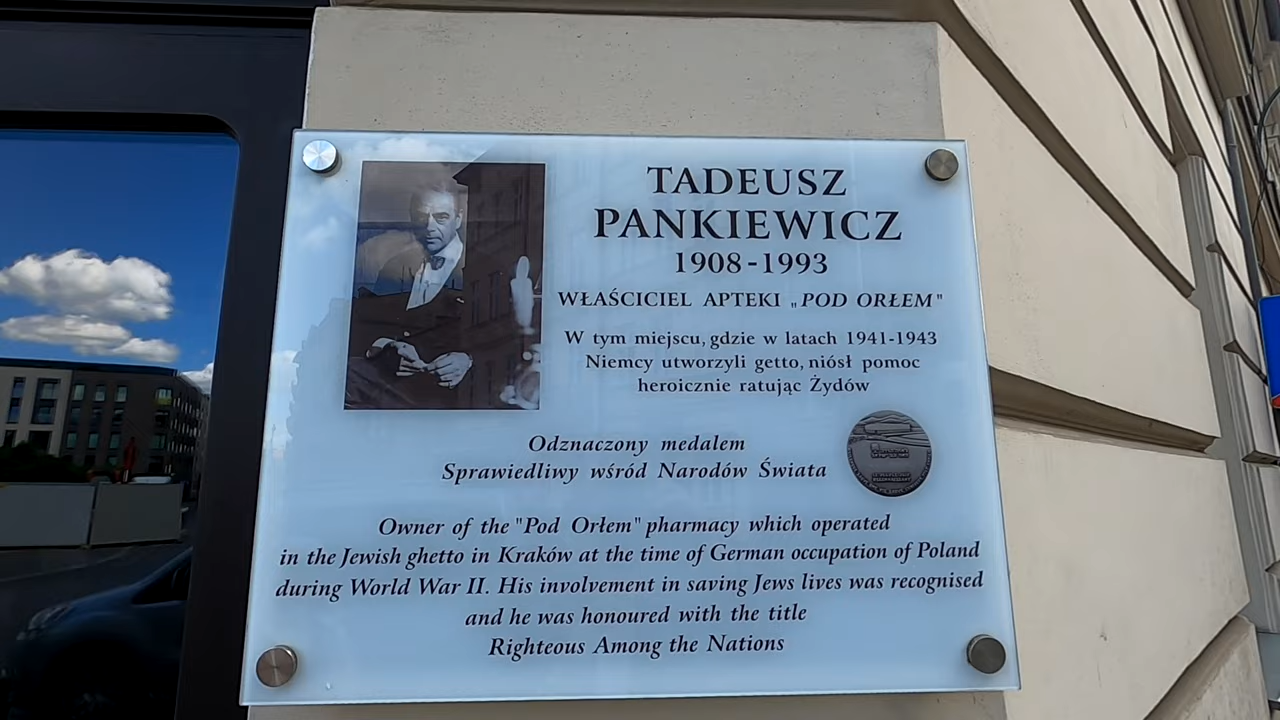 TADEUSZ
PANKIEWICZ
1908-1993
WŁAŚCICIEL APTEKI „POD ORŁEM"
W tym miejscu, gdzie w latach 1941-1943
Niemcy utworzyli getto, niósł pomoc
heroicznie ratując Żydów
Odznaczony medalem
Sprawiedliwy wśród Narodów Świata
Owner of the "Pod Orłem" pharmacy which operated
in the Jewish ghetto in Kraków at the time of German occupation of Poland
during World War II. His involvement in saving Jews lives was recognised
and he was honoured with the title
Righteous Among the Nations